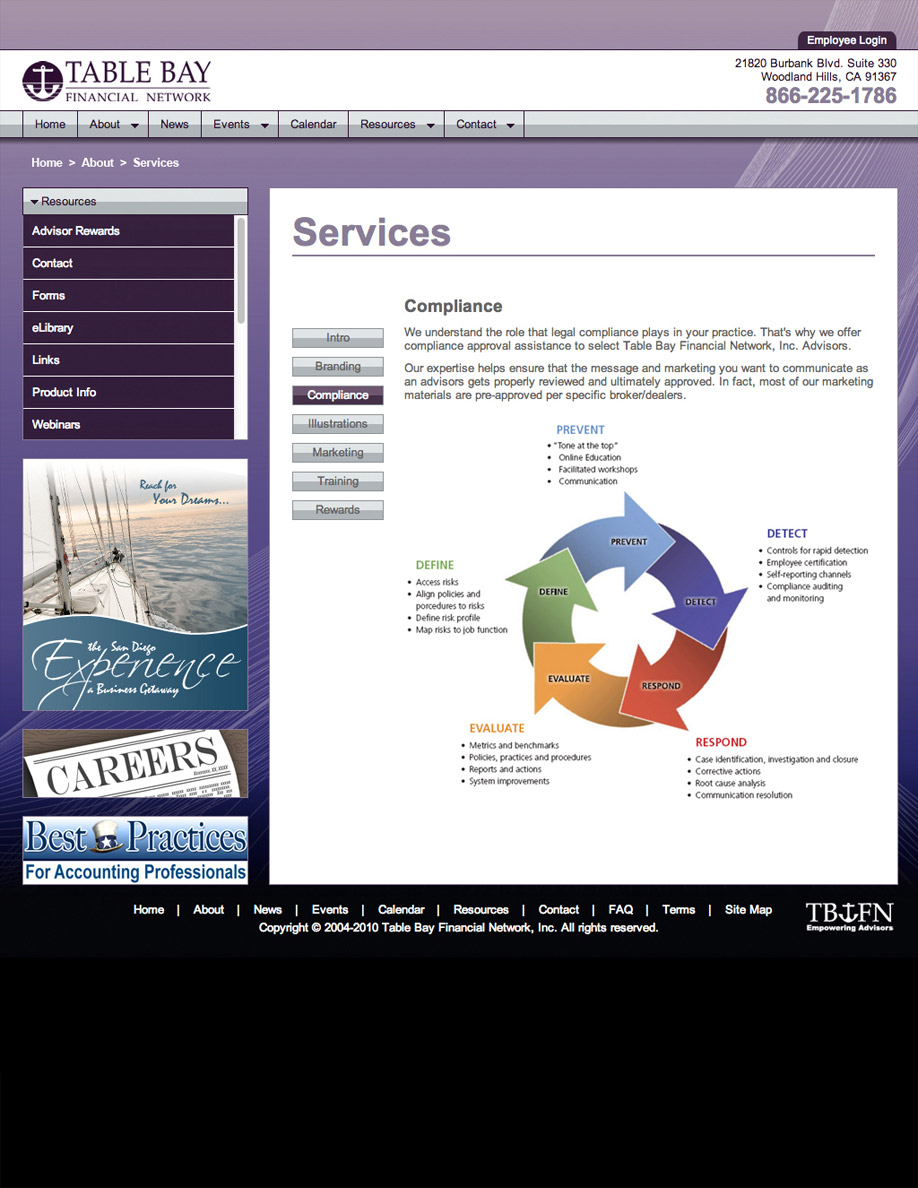 Employee Login
TABLE BAY
FINANCIAL NETWORK
21820 Burbank Blvd. Suite 330
Woodland Hills, CA 91367
866-225-1786
Home About News Events Calendar Resources Contact
Home > About > Services
Resources
Advisor Rewards
Contact
Forms
eLibrary
Links
Product Info
Webinars
Reach for
Your Dreams...
the San Diego
Experience
a Business Getaway
CAREERS
Best Practices
For Accounting Professionals
Services
Intro
Branding
Compliance
Illustrations
Marketing
Training
Rewards
Compliance
We understand the role that legal compliance plays in your practice. That's why we offer
compliance approval assistance to select Table Bay Financial Network, Inc. Advisors.
Our expertise helps ensure that the message and marketing you want to communicate as
an advisors gets properly reviewed and ultimately approved. In fact, most of our marketing
materials are pre-approved per specific broker/dealers.
PREVENT
• "Tone at the top"
• Online Education
• Facilitated workshops
• Communication
DETECT
• Controls for rapid detection
• Employee certification
• Self-reporting channels
• Compliance auditing
and monitoring
DEFINE
• Access risks
• Align policies and
porcedures to risks
• Define risk profile
• Map risks to job function
PREVENT
DETECT
RESPOND
EVALUATE
DEFINE
EVALUATE
• Metrics and benchmarks
• Policies, practices and procedures
• Reports and actions
• System improvements
RESPOND
• Case identification, investigation and closure
• Corrective actions
• Root cause analysis
• Communication resolution
Home | About | News | Events | Calendar | Resources | Contact | FAQ | Terms | Site Map
Copyright © 2004-2010 Table Bay Financial Network, Inc. All rights reserved.
TB FN
Empowering Advisors